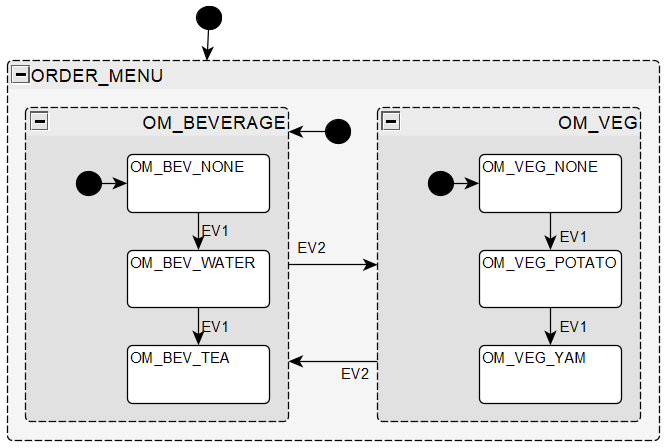 ORDER_MENU
OM_BEVERAGE
OM_BEV_NONE
EV1
OM_BEV_WATER
EV1
OM_BEV_TEA
EV2
EV2
OM_VEG
OM_VEG_NONE
EV1
OM_VEG_POTATO
EV1
OM_VEG_YAM